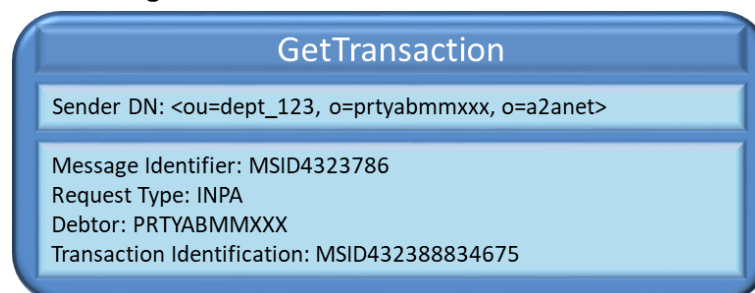 GetTransaction
Sender DN: <ou=dept_123, o=prtyabmmxxx, o=a2anet>
Message Identifier: MSID4323786
Request Type: INPA
Debtor: PRTYABMMXXX
Transaction Identification: MSID432388834675